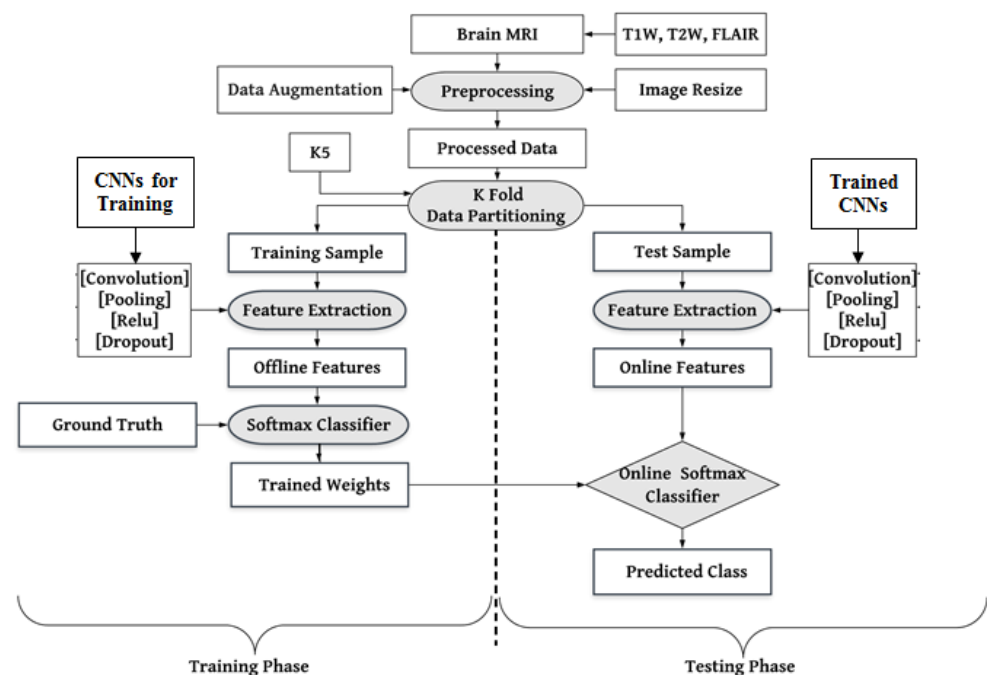 Brain MRI
T1W, T2W, FLAIR
Data Augmentation
Preprocessing
Image Resize
K5
Processed Data
CNNs for
Training
K Fold
Data Partitioning
Trained
CNNs
Training Sample
Test Sample
[Convolution]
[Pooling]
[Relu]
[Dropout]
Feature Extraction
Feature Extraction
[Convolution]
[Pooling]
[Relu]
[Dropout]
Offline Features
Online Features
Ground Truth
Softmax Classifier
Trained Weights
Online Softmax
Classifier
Predicted Class
Training Phase
Testing Phase